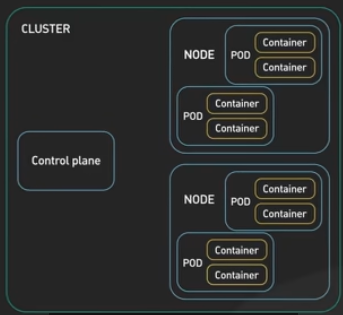 CLUSTER
NODE
POD
Container
Container
POD
Container
Container
Control plane
NODE
POD
Container
Container
POD
Container
Container